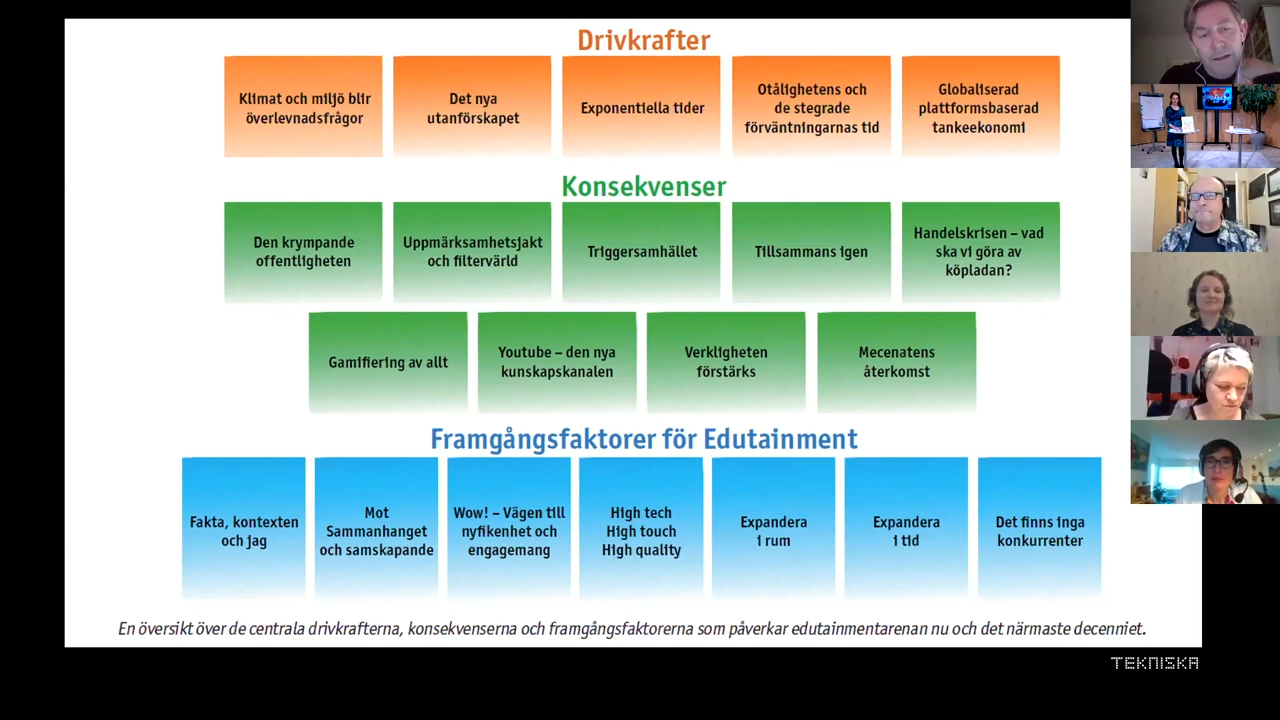 Drivkrafter
Klimat och miljö blir
överlevnadsfrågor
Det nya
utanförskapet
Exponentiella tider
Otålighetens och
de stegrade
förväntningarnas tid
Globaliserad
plattformsbaserad
tankeekonomi
Konsekvenser
Den krympande
offentligheten
Uppmärksamhetsjakt
och filtervärld
Triggersamhället
Tillsammans igen
Handelskrisen – vad
ska vi göra av
köpladan?
Gamifiering av allt
Youtube – den nya
kunskapskanalen
Verkligheten
förstärks
Mecenatens
återkomst
Framgångsfaktorer för Edutainment
Fakta, kontexten
och jag
Mot
Sammanhanget
och samskapande
Wow! – Vägen till
nyfikenhet och
engagemang
High tech
High touch
High quality
Expandera
i rum
Expandera
i tid
Det finns inga
konkurrenter
En översikt över de centrala drivkrafterna, konsekvenserna och framgångsfaktorerna som påverkar edutainmentarenan nu och det närmaste decenniet.
TEKNISKA